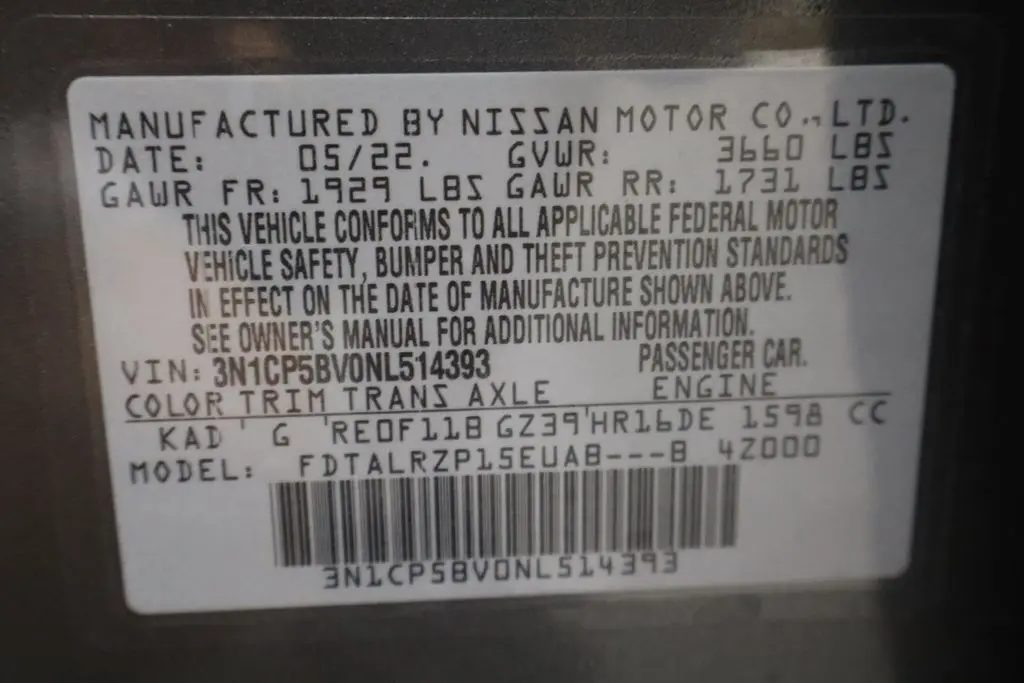 MANUFACTURED BY NISSAN MOTOR CO., LTD.
DATE: 05/22. GVWR: 3660 LBS
GAWR FR: 1929 LBS GAWR RR: 1731 LBS
THIS VEHICLE CONFORMS TO ALL APPLICABLE FEDERAL MOTOR
VEHICLE SAFETY, BUMPER AND THEFT PREVENTION STANDARDS
IN EFFECT ON THE DATE OF MANUFACTURE SHOWN ABOVE.
SEE OWNER'S MANUAL FOR ADDITIONAL INFORMATION.
VIN: 3N1CP5BV0NL514393 PASSENGER CAR.
COLOR TRIM TRANS AXLE ENGINE
KAD ' G 'RE0F11B GZ39'HR16DE 1598 CC
MODEL: FDTALRZP15EUAB---B 4Z000
3N1CP5BV0NL514393